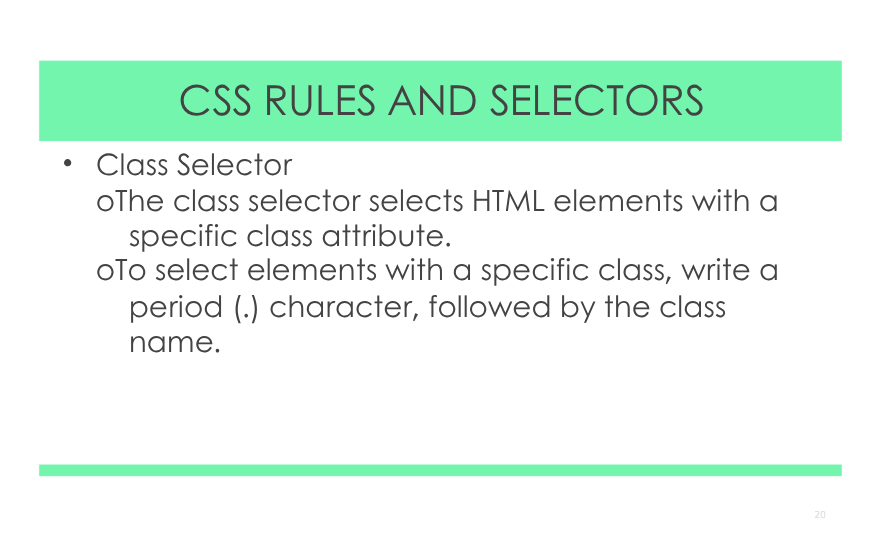 CSS RULES AND SELECTORS
• Class Selector
oThe class selector selects HTML elements with a
specific class attribute.
oTo select elements with a specific class, write a
period (.) character, followed by the class
name.
20